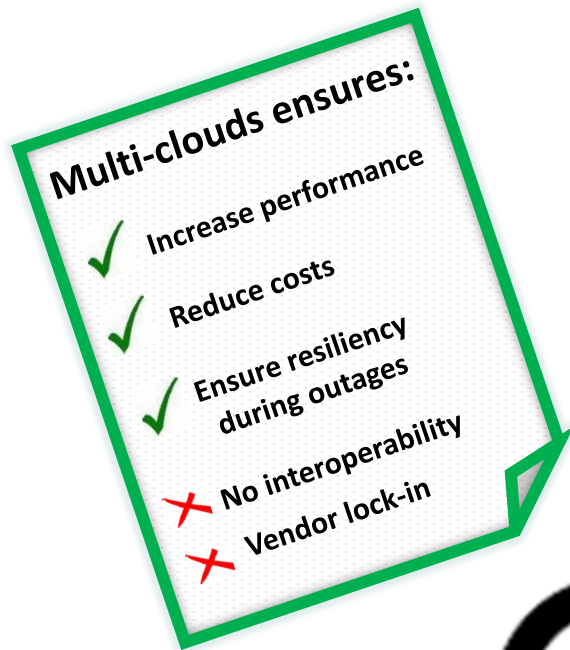 Multi-clouds ensures:
Increase performance
Reduce costs
Ensure resiliency
during outages
No interoperability
Vendor lock-in